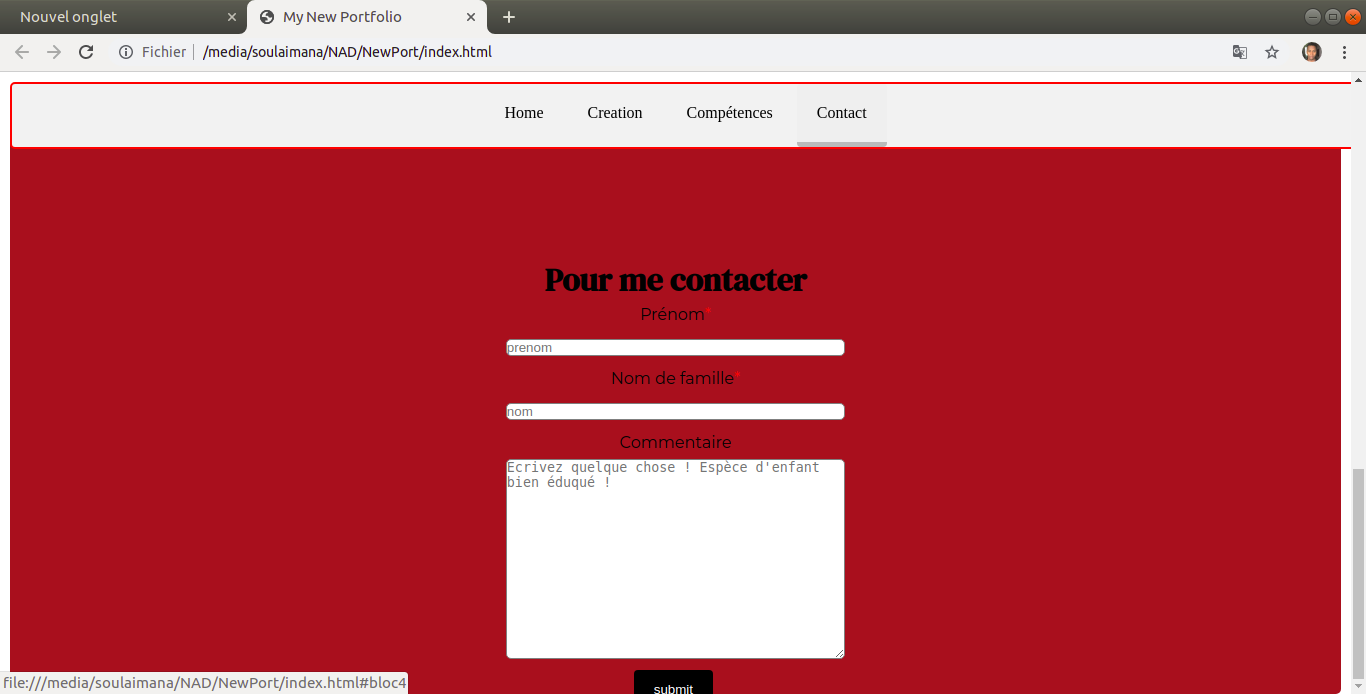 Nouvel onglet
My New Portfolio
Fichier /media/soulaimana/NAD/NewPort/index.html
Home Creation Compétences Contact
Pour me contacter
Prénom*
prenom
Nom de famille*
nom
Commentaire
Ecrivez quelque chose ! Espèce d'enfant
bien éduqué !
submit
file:///media/soulaimana/NAD/NewPort/index.html#bloc4